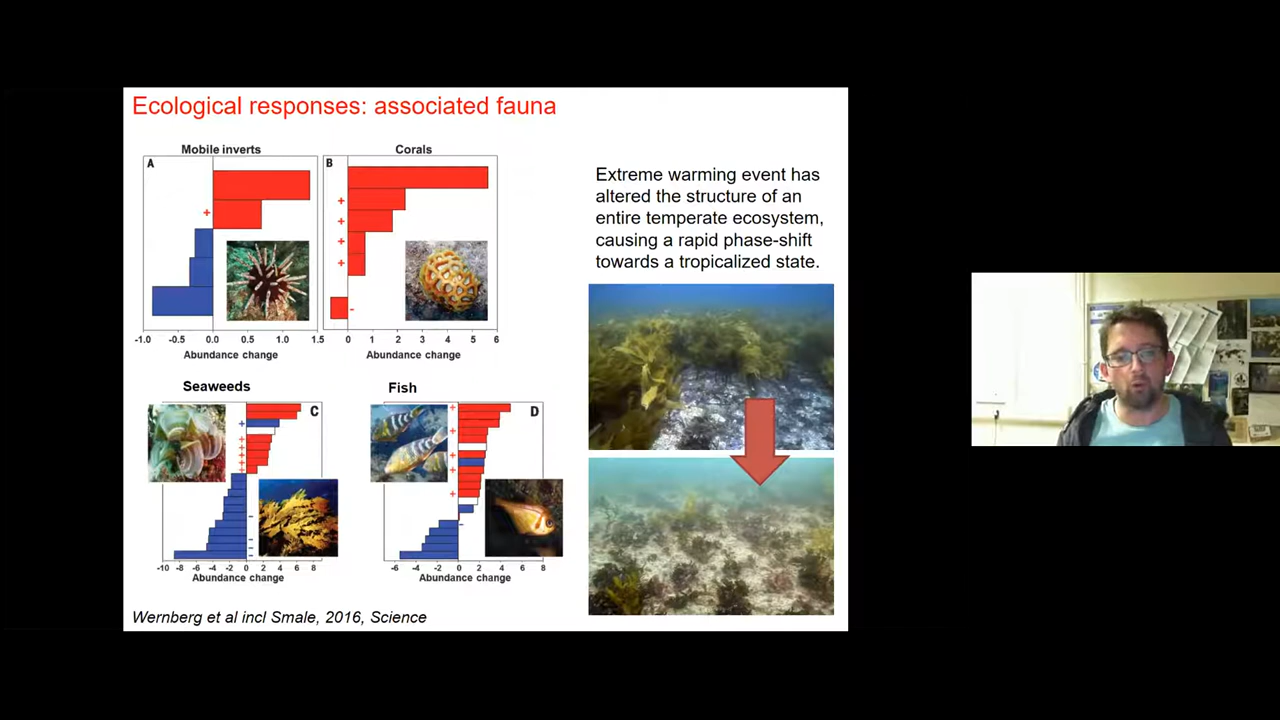 Ecological responses: associated fauna
Mobile inverts
A
+
-1.0 -0.5 0.0 0.5 1.0 1.5
Abundance change
Corals
B
+
+
+
+
-
0 0 1 2 3 4 5 6
Abundance change
Seaweeds
C
+
+
+
+
+
+
-
-
-
-
-10 -8 -6 -4 -2 0 2 4 6 8
Abundance change
Fish
D
+
+
+
+
+
-
-6 -4 -2 0 2 4 6 8
Abundance change
Extreme warming event has
altered the structure of an
entire temperate ecosystem,
causing a rapid phase-shift
towards a tropicalized state.
Wernberg et al incl Smale, 2016, Science